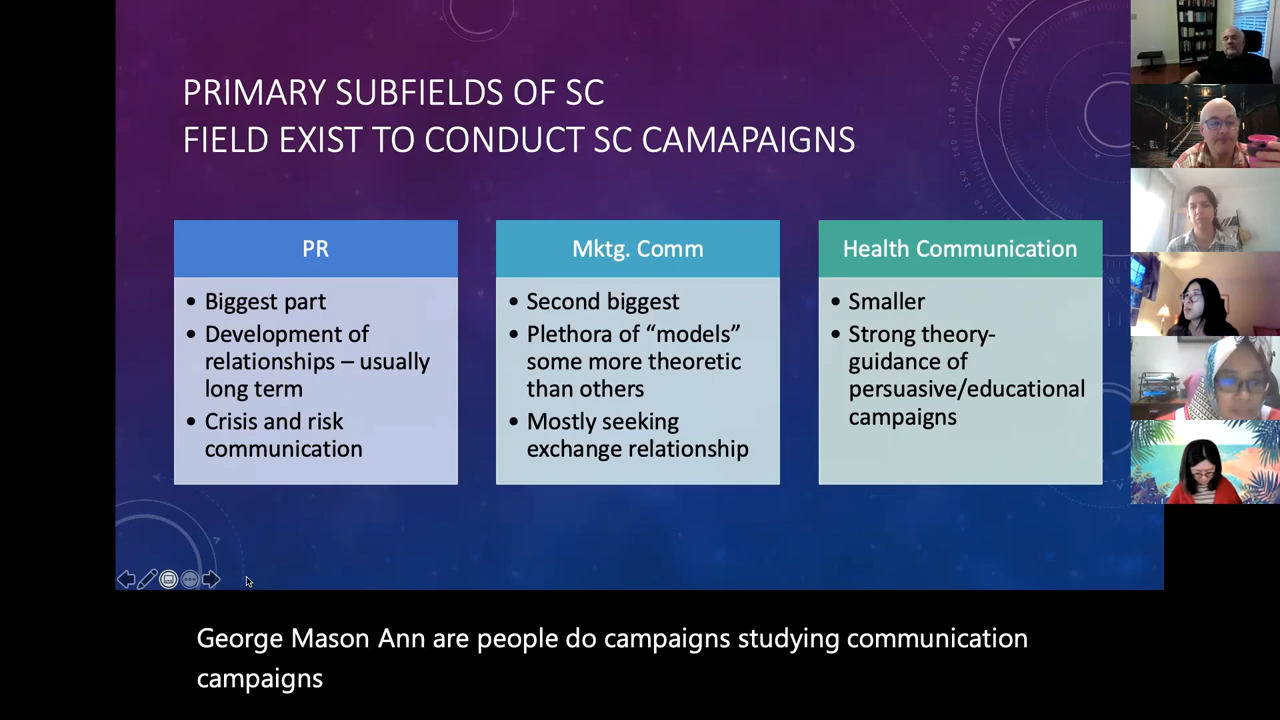 PRIMARY SUBFIELDS OF SC
FIELD EXIST TO CONDUCT SC CAMAPAIGNS
PR
• Biggest part
• Development of
relationships – usually
long term
• Crisis and risk
communication
Mktg. Comm
• Second biggest
• Plethora of “models”
some more theoretic
than others
• Mostly seeking
exchange relationship
Health Communication
• Smaller
• Strong theory-
guidance of
persuasive/educational
campaigns
George Mason Ann are people do campaigns studying communication
campaigns